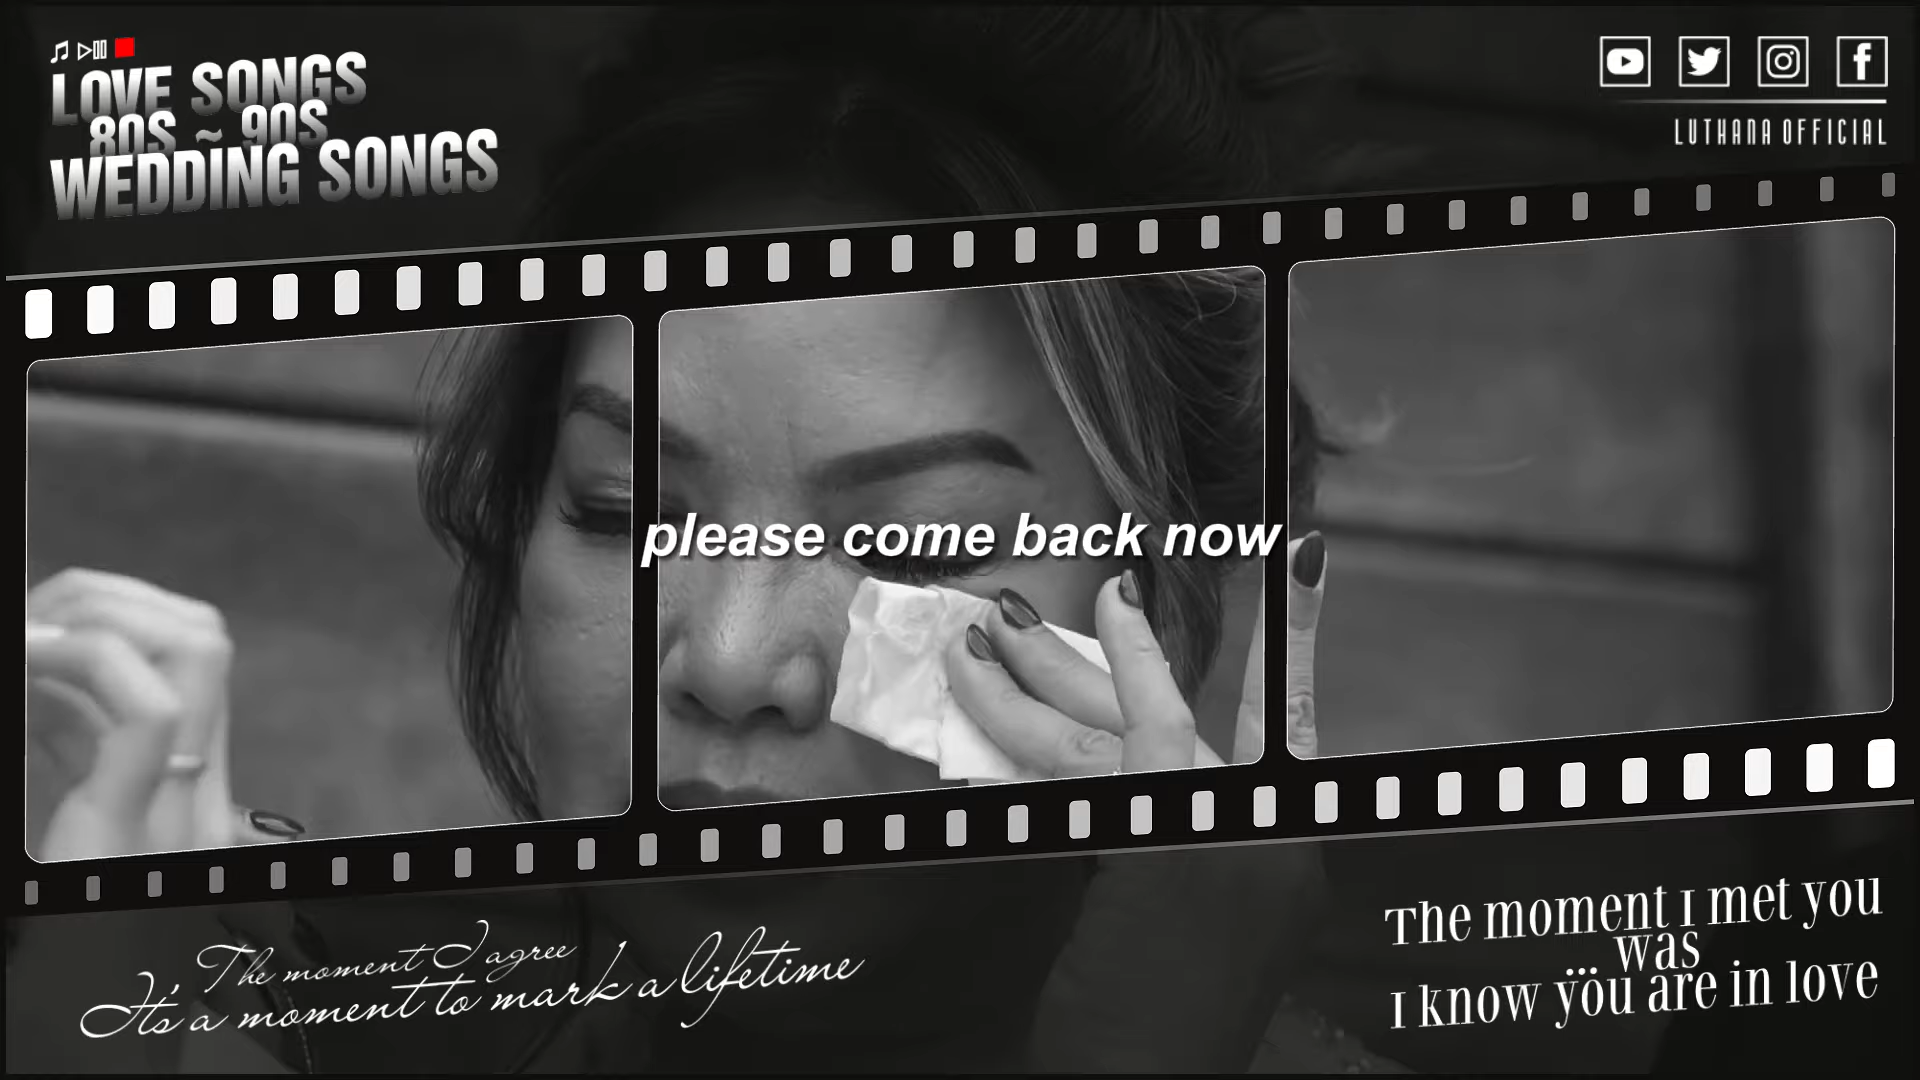 LOVE SONGS
80S ~ 90S
WEDDING SONGS
LUTHANA OFFICIAL
please come back now
The moment I agree
It's a moment to mark a lifetime
The moment I met you
was
I know yöu are in love